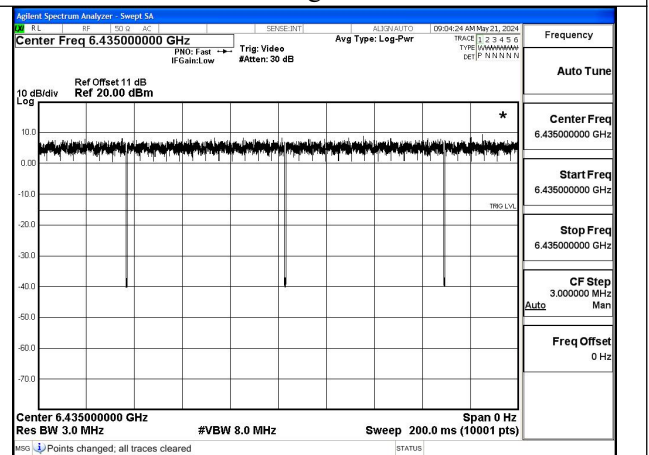 Agilent Spectrum Analyzer - Swept SA
RL RF 50 Ω AC SENSE:INT ALIGN AUTO 09:04:24 AM May 21, 2024
Center Freq 6.435000000 GHz
PNO: Fast
IFGain:Low
Trig: Video
#Atten: 30 dB
Avg Type: Log-Pwr
TRACE 1 2 3 4 5 6
TYPE
DET P N N N N N
Ref Offset 11 dB
10 dB/div Ref 20.00 dBm
Log
*
10.0
0.00
-10.0
TRIG LVL
-20.0
-30.0
-40.0
-50.0
-60.0
-70.0
Center 6.435000000 GHz Span 0 Hz
Res BW 3.0 MHz #VBW 8.0 MHz Sweep 200.0 ms (10001 pts)
MSG Points changed; all traces cleared STATUS
Frequency
Auto Tune
Center Freq
6.435000000 GHz
Start Freq
6.435000000 GHz
Stop Freq
6.435000000 GHz
CF Step
3.000000 MHz
Auto Man
Freq Offset
0 Hz